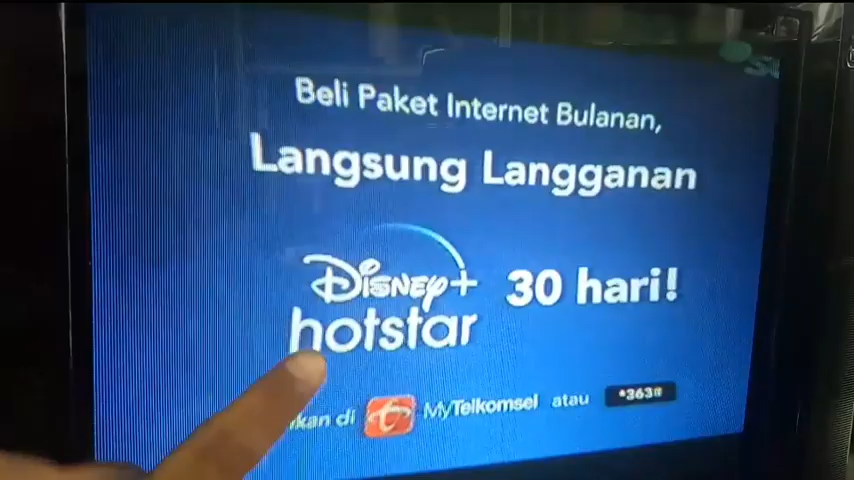 Beli Paket Internet Bulanan,
Langsung Langganan
Disney+
hotstar
30 hari!
kan di MyTelkomsel atau *363#